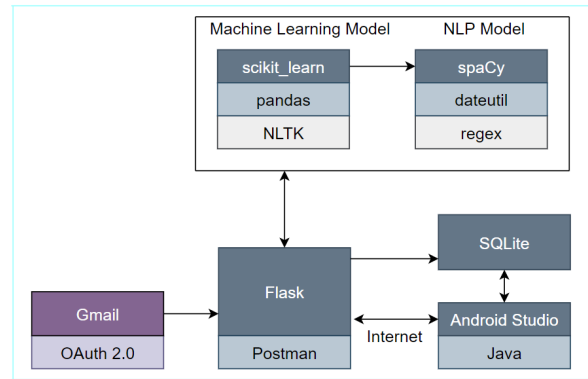 Machine Learning Model
NLP Model
scikit_learn
spaCy
pandas
dateutil
NLTK
regex
SQLite
Flask
Gmail
Android Studio
Internet
OAuth 2.0
Postman
Java